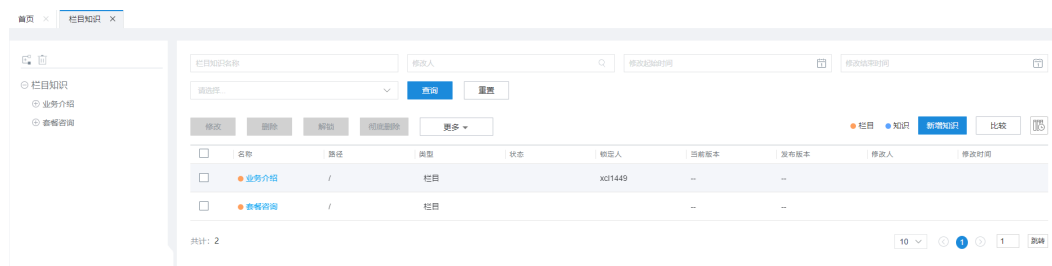 首页 × 栏目知识 ×
栏目知识
业务介绍
套餐咨询
栏目知识名称 修改人 修改起始时间 修改结束时间
请选择... 查询 重置
修改 删除 解锁 彻底删除 更多 栏目 知识 新增知识 比较
名称 路径 类型 状态 锁定人 当前版本 发布版本 修改人 修改时间
业务介绍 / 栏目 xcl1449 -- --
套餐咨询 / 栏目 -- --
共计: 2 10 1 1 跳转